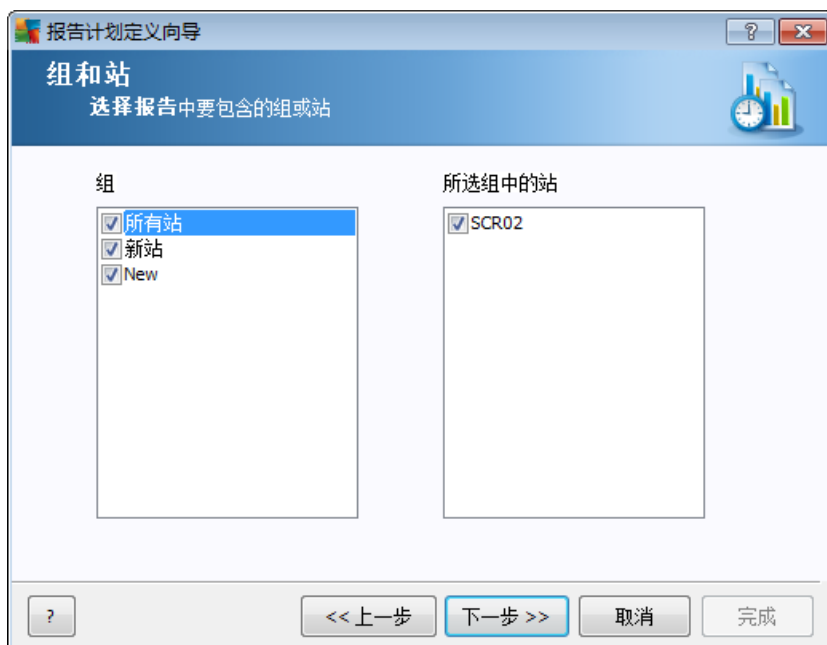 报告计划定义向导
?
组和站
选择报告中要包含的组或站
组
所选组中的站
所有站
SCR02
新站
New
?
<< 上一步
下一步 >>
取消
完成